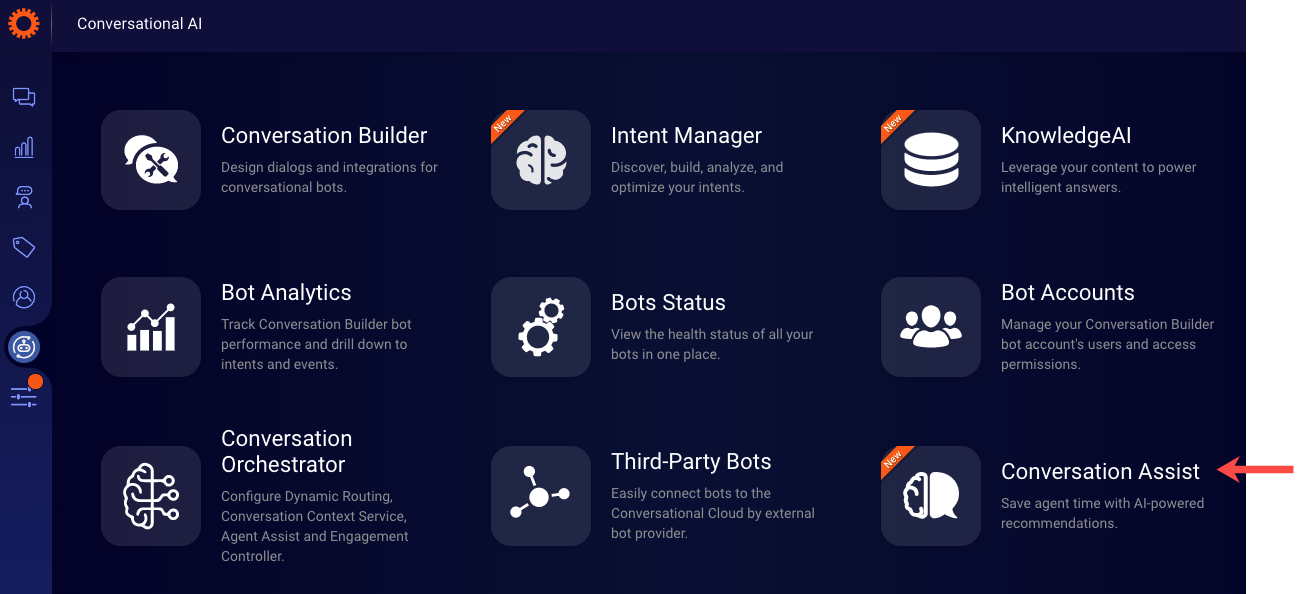 Conversational AI
New
Conversation Builder
Design dialogs and integrations for
conversational bots.
New
Intent Manager
Discover, build, analyze, and
optimize your intents.
New
KnowledgeAI
Leverage your content to power
intelligent answers.
Bot Analytics
Track Conversation Builder bot
performance and drill down to
intents and events.
Bots Status
View the health status of all your
bots in one place.
Bot Accounts
Manage your Conversation Builder
bot account's users and access
permissions.
Conversation
Orchestrator
Configure Dynamic Routing,
Conversation Context Service,
Agent Assist and Engagement
Controller.
Third-Party Bots
Easily connect bots to the
Conversational Cloud by external
bot provider.
New
Conversation Assist
Save agent time with AI-powered
recommendations.